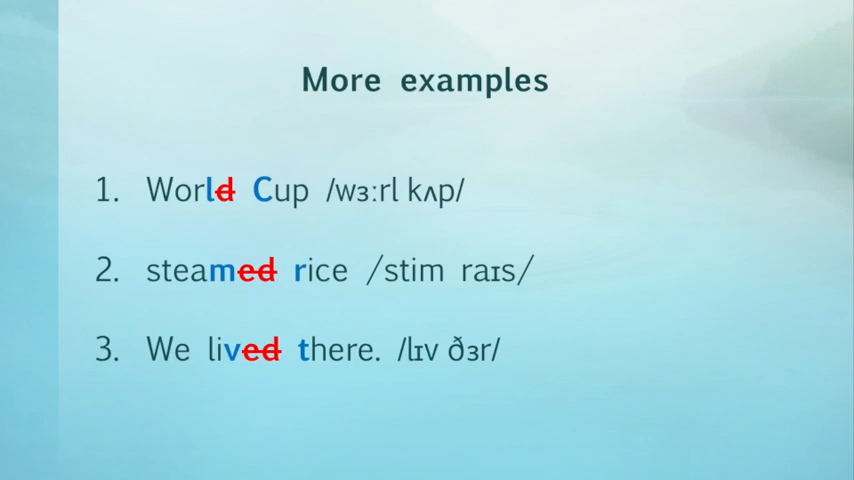 More examples
1. World Cup /wɜːrl kʌp/
2. steamed rice /stim raɪs/
3. We lived there. /lɪv ðɜr/